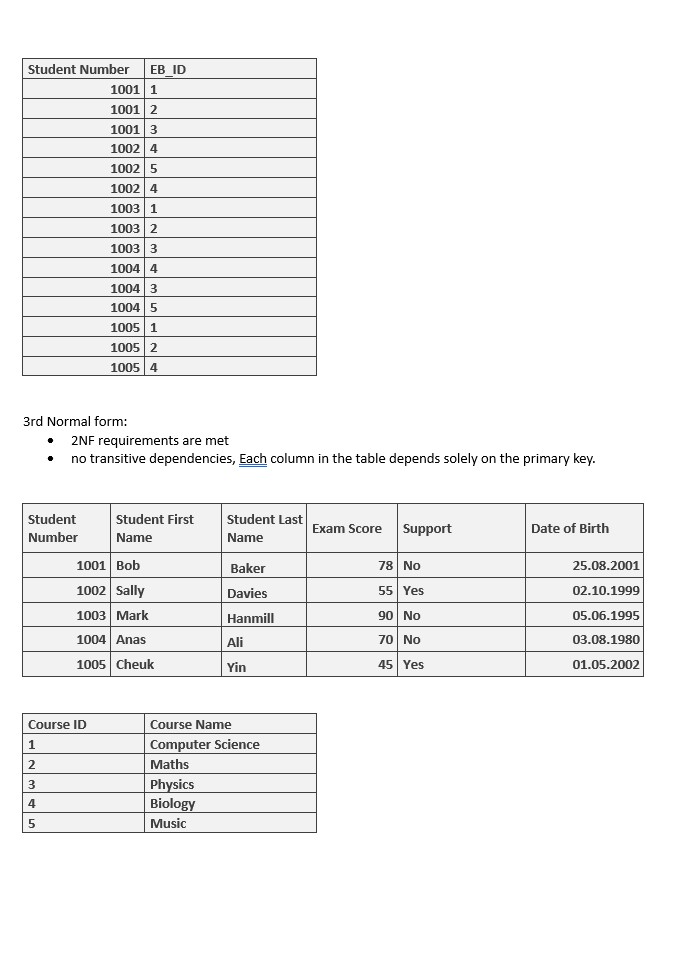 Student Number EB_ID
1001 1
1001 2
1001 3
1002 4
1002 5
1002 4
1003 1
1003 2
1003 3
1004 4
1004 3
1004 5
1005 1
1005 2
1005 4
3rd Normal form:
• 2NF requirements are met
• no transitive dependencies, Each column in the table depends solely on the primary key.
Student Number Student First Name Student Last Name Exam Score Support Date of Birth
1001 Bob Baker 78 No 25.08.2001
1002 Sally Davies 55 Yes 02.10.1999
1003 Mark Hanmill 90 No 05.06.1995
1004 Anas Ali 70 No 03.08.1980
1005 Cheuk Yin 45 Yes 01.05.2002
Course ID Course Name
1 Computer Science
2 Maths
3 Physics
4 Biology
5 Music